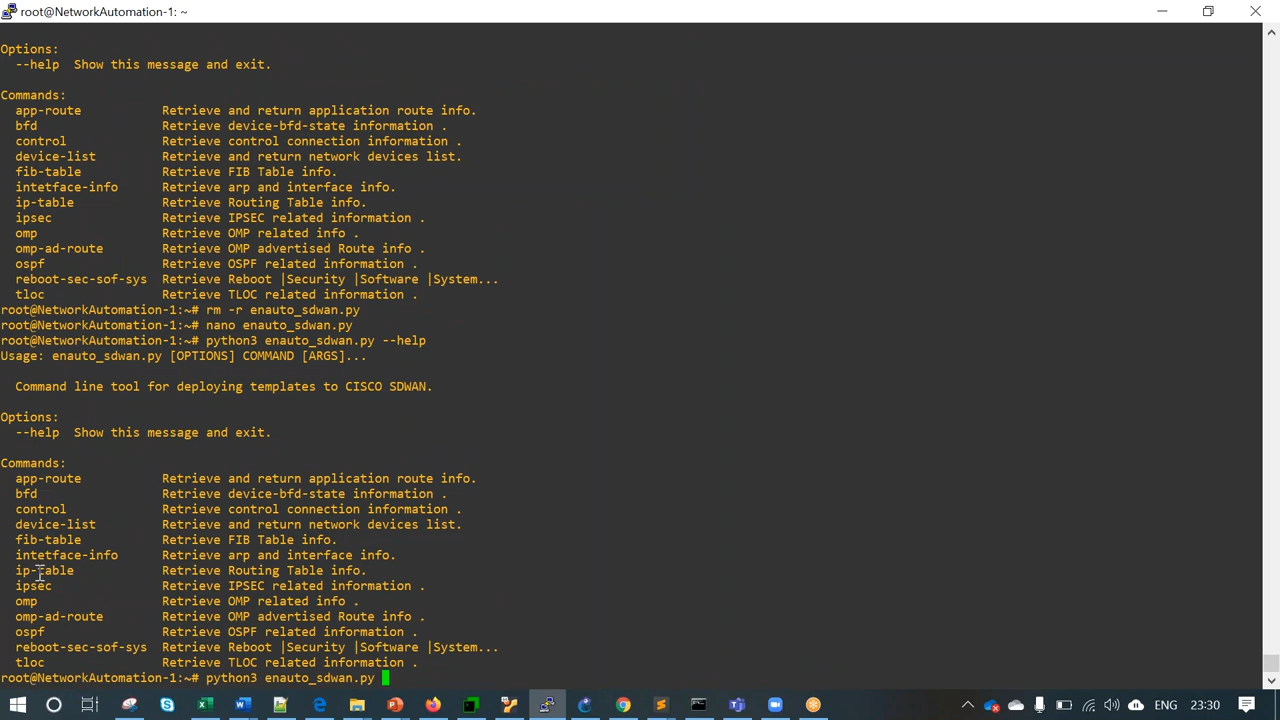 root@NetworkAutomation-1: ~
Options:
--help  Show this message and exit.
Commands:
app-route           Retrieve and return application route info.
bfd                 Retrieve device-bfd-state information .
control             Retrieve control connection information .
device-list         Retrieve and return network devices list.
fib-table           Retrieve FIB Table info.
intetface-info      Retrieve arp and interface info.
ip-table            Retrieve Routing Table info.
ipsec               Retrieve IPSEC related information .
omp                 Retrieve OMP related info .
omp-ad-route        Retrieve OMP advertised Route info .
ospf                Retrieve OSPF related information .
reboot-sec-sof-sys  Retrieve Reboot |Security |Software |System...
tloc                Retrieve TLOC related information .
root@NetworkAutomation-1:~# rm -r enauto_sdwan.py
root@NetworkAutomation-1:~# nano enauto_sdwan.py
root@NetworkAutomation-1:~# python3 enauto_sdwan.py --help
Usage: enauto_sdwan.py [OPTIONS] COMMAND [ARGS]...
Command line tool for deploying templates to CISCO SDWAN.
Options:
--help  Show this message and exit.
Commands:
app-route           Retrieve and return application route info.
bfd                 Retrieve device-bfd-state information .
control             Retrieve control connection information .
device-list         Retrieve and return network devices list.
fib-table           Retrieve FIB Table info.
intetface-info      Retrieve arp and interface info.
ip-table            Retrieve Routing Table info.
ipsec               Retrieve IPSEC related information .
omp                 Retrieve OMP related info .
omp-ad-route        Retrieve OMP advertised Route info .
ospf                Retrieve OSPF related information .
reboot-sec-sof-sys  Retrieve Reboot |Security |Software |System...
tloc                Retrieve TLOC related information .
root@NetworkAutomation-1:~# python3 enauto_sdwan.py
ENG 23:30